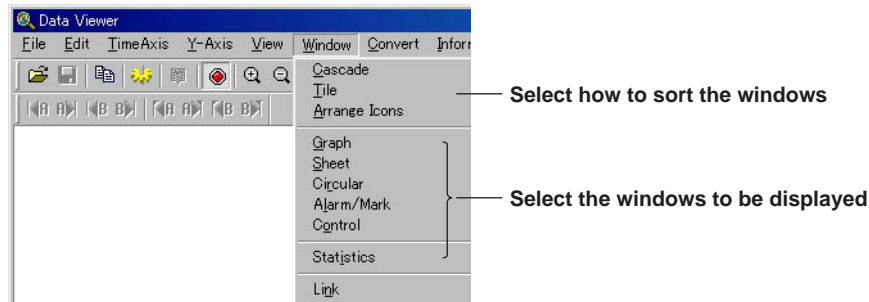 Data Viewer
File Edit TimeAxis Y-Axis View Window Convert
Cascade
Tile
Arrange Icons
Select how to sort the windows
Graph
Sheet
Circular
Alarm/Mark
Control
Statistics
Select the windows to be displayed
Link